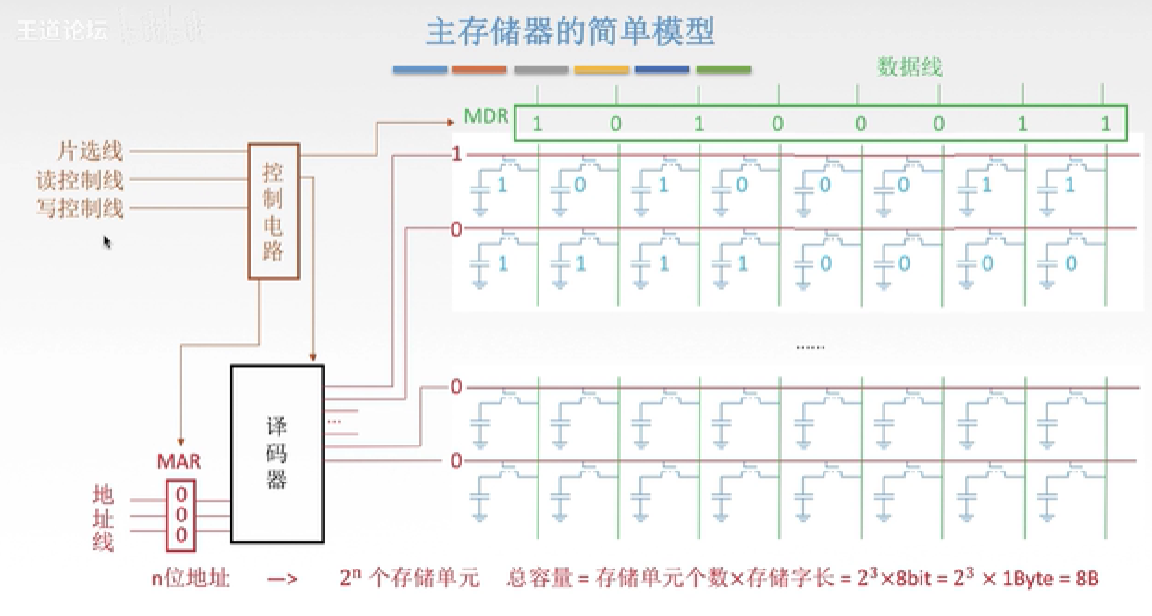 王道论坛
主存储器的简单模型
数据线
MDR 1 0 1 0 0 0 1 1
片选线
读控制线
写控制线
控制电路
1
1 0 1 0 0 0 1 1
0
1 1 1 1 0 0 0 0
......
0
0
...
译码器
MAR
地址线
0
0
0
n位地址 —> 2ⁿ 个存储单元 总容量 = 存储单元个数×存储字长 = 2³×8bit = 2³ × 1Byte = 8B